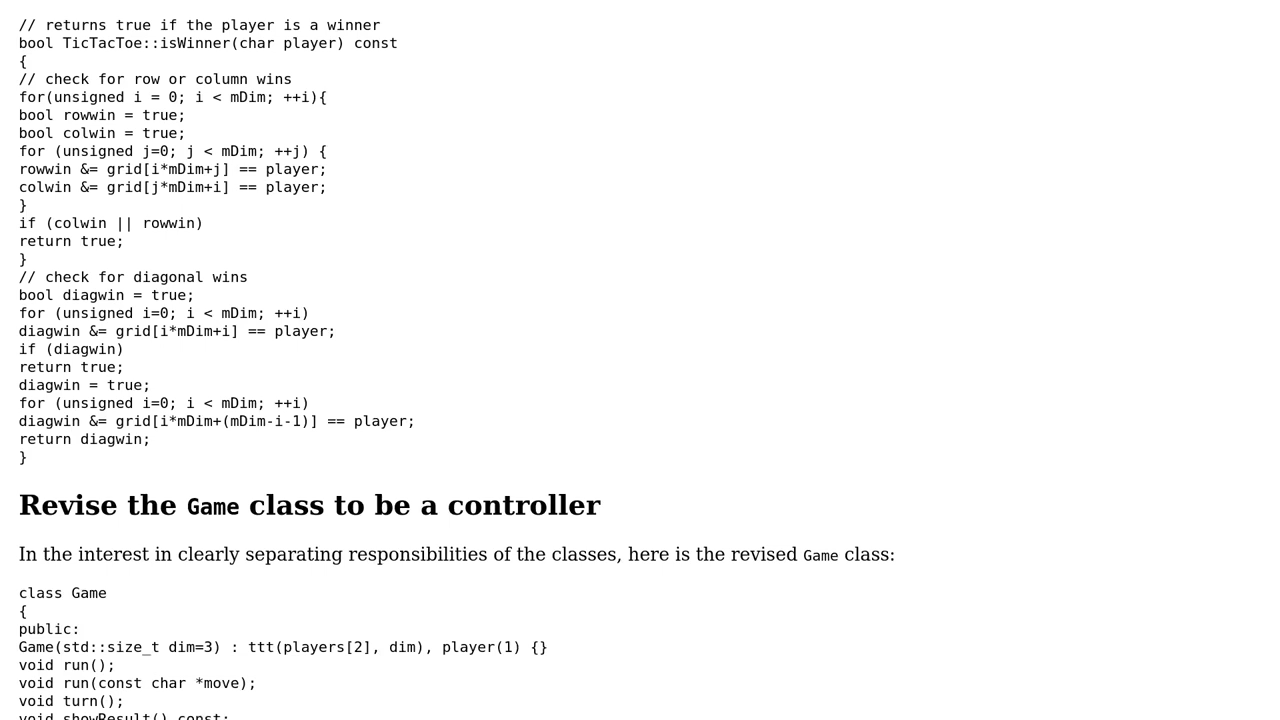 // returns true if the player is a winner
bool TicTacToe::isWinner(char player) const
{
// check for row or column wins
for(unsigned i = 0; i < mDim; ++i){
bool rowwin = true;
bool colwin = true;
for (unsigned j=0; j < mDim; ++j) {
rowwin &= grid[i*mDim+j] == player;
colwin &= grid[j*mDim+i] == player;
}
if (colwin || rowwin)
return true;
}
// check for diagonal wins
bool diagwin = true;
for (unsigned i=0; i < mDim; ++i)
diagwin &= grid[i*mDim+i] == player;
if (diagwin)
return true;
diagwin = true;
for (unsigned i=0; i < mDim; ++i)
diagwin &= grid[i*mDim+(mDim-i-1)] == player;
return diagwin;
}
Revise the Game class to be a controller
In the interest in clearly separating responsibilities of the classes, here is the revised Game class:
class Game
{
public:
Game(std::size_t dim=3) : ttt(players[2], dim), player(1) {}
void run();
void run(const char *move);
void turn();
void showResult() const;